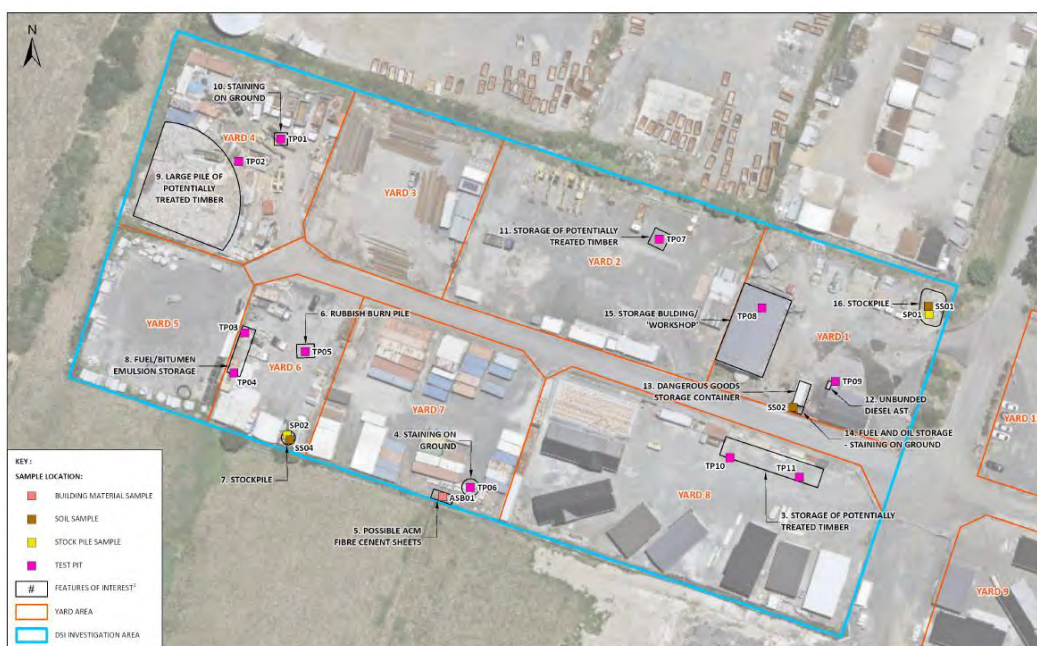 N
10. STAINING
ON GROUND
TP01
YARD 4
TP02
9. LARGE PILE OF
POTENTIALLY
TREATED TIMBER
YARD 3
11. STORAGE OF POTENTIALLY
TREATED TIMBER
TP07
YARD 2
16. STOCKPILE
SS01
SP01
15. STORAGE BULDING/
'WORKSHOP'
TP08
YARD 1
YARD 5
TP03
6. RUBBISH BURN PILE
TP05
8. FUEL/BITUMEN
EMULSION STORAGE
YARD 6
TP04
13. DANGEROUS GOODS
STORAGE CONTAINER
TP09
12. UNBUNDED
DIESEL AST
SS02
14. FUEL AND OIL STORAGE
- STAINING ON GROUND
YARD 7
4. STAINING ON
GROUND
SP02
SS04
7. STOCKPILE
TP06
ASB01
5. POSSIBLE ACM
FIBRE CENENT SHEETS
TP10
TP11
YARD 8
3. STORAGE OF POTENTIALLY
TREATED TIMBER
YARD 1
YARD 9
KEY :
SAMPLE LOCATION:
BUILDING MATERIAL SAMPLE
SOIL SAMPLE
STOCK PILE SAMPLE
TEST PIT
# FEATURES OF INTEREST¹
YARD AREA
DSI INVESTIGATION AREA